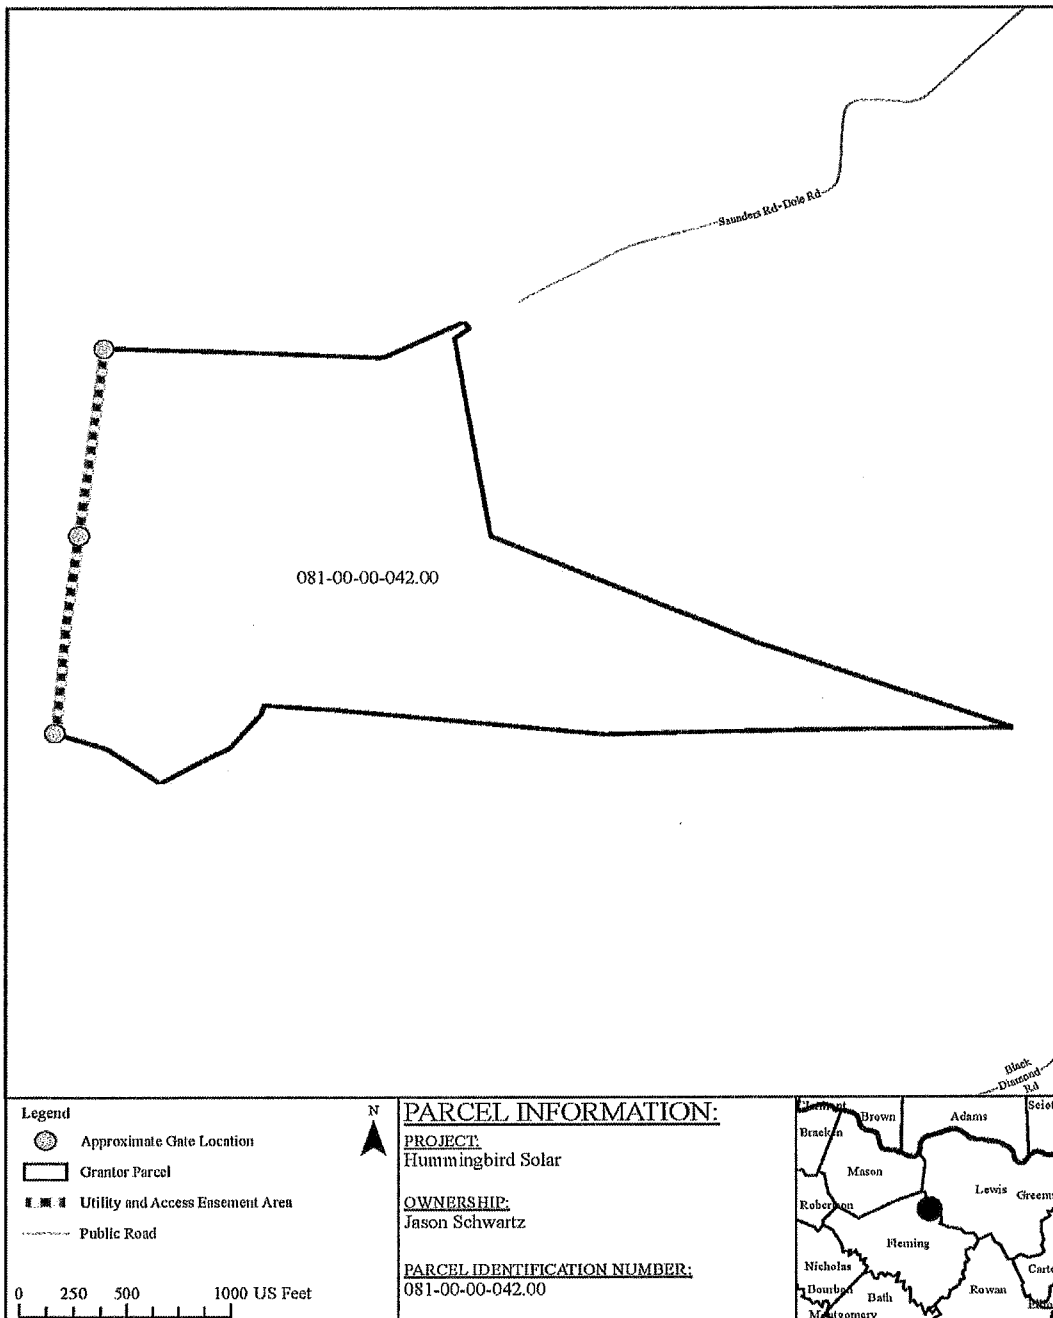 Saunders Rd-Dole Rd
081-00-00-042.00
Black
Diamond
Rd
Legend
Approximate Gate Location
Grantor Parcel
Utility and Access Easement Area
Public Road
0 250 500 1000 US Feet
N
PARCEL INFORMATION:
PROJECT:
Hummingbird Solar
OWNERSHIP:
Jason Schwartz
PARCEL IDENTIFICATION NUMBER:
081-00-00-042.00
Brown
Adams
Bracken
Mason
Lewis
Robertson
Fleming
Nicholas
Bourbon
Bath
Rowan
Montgomery